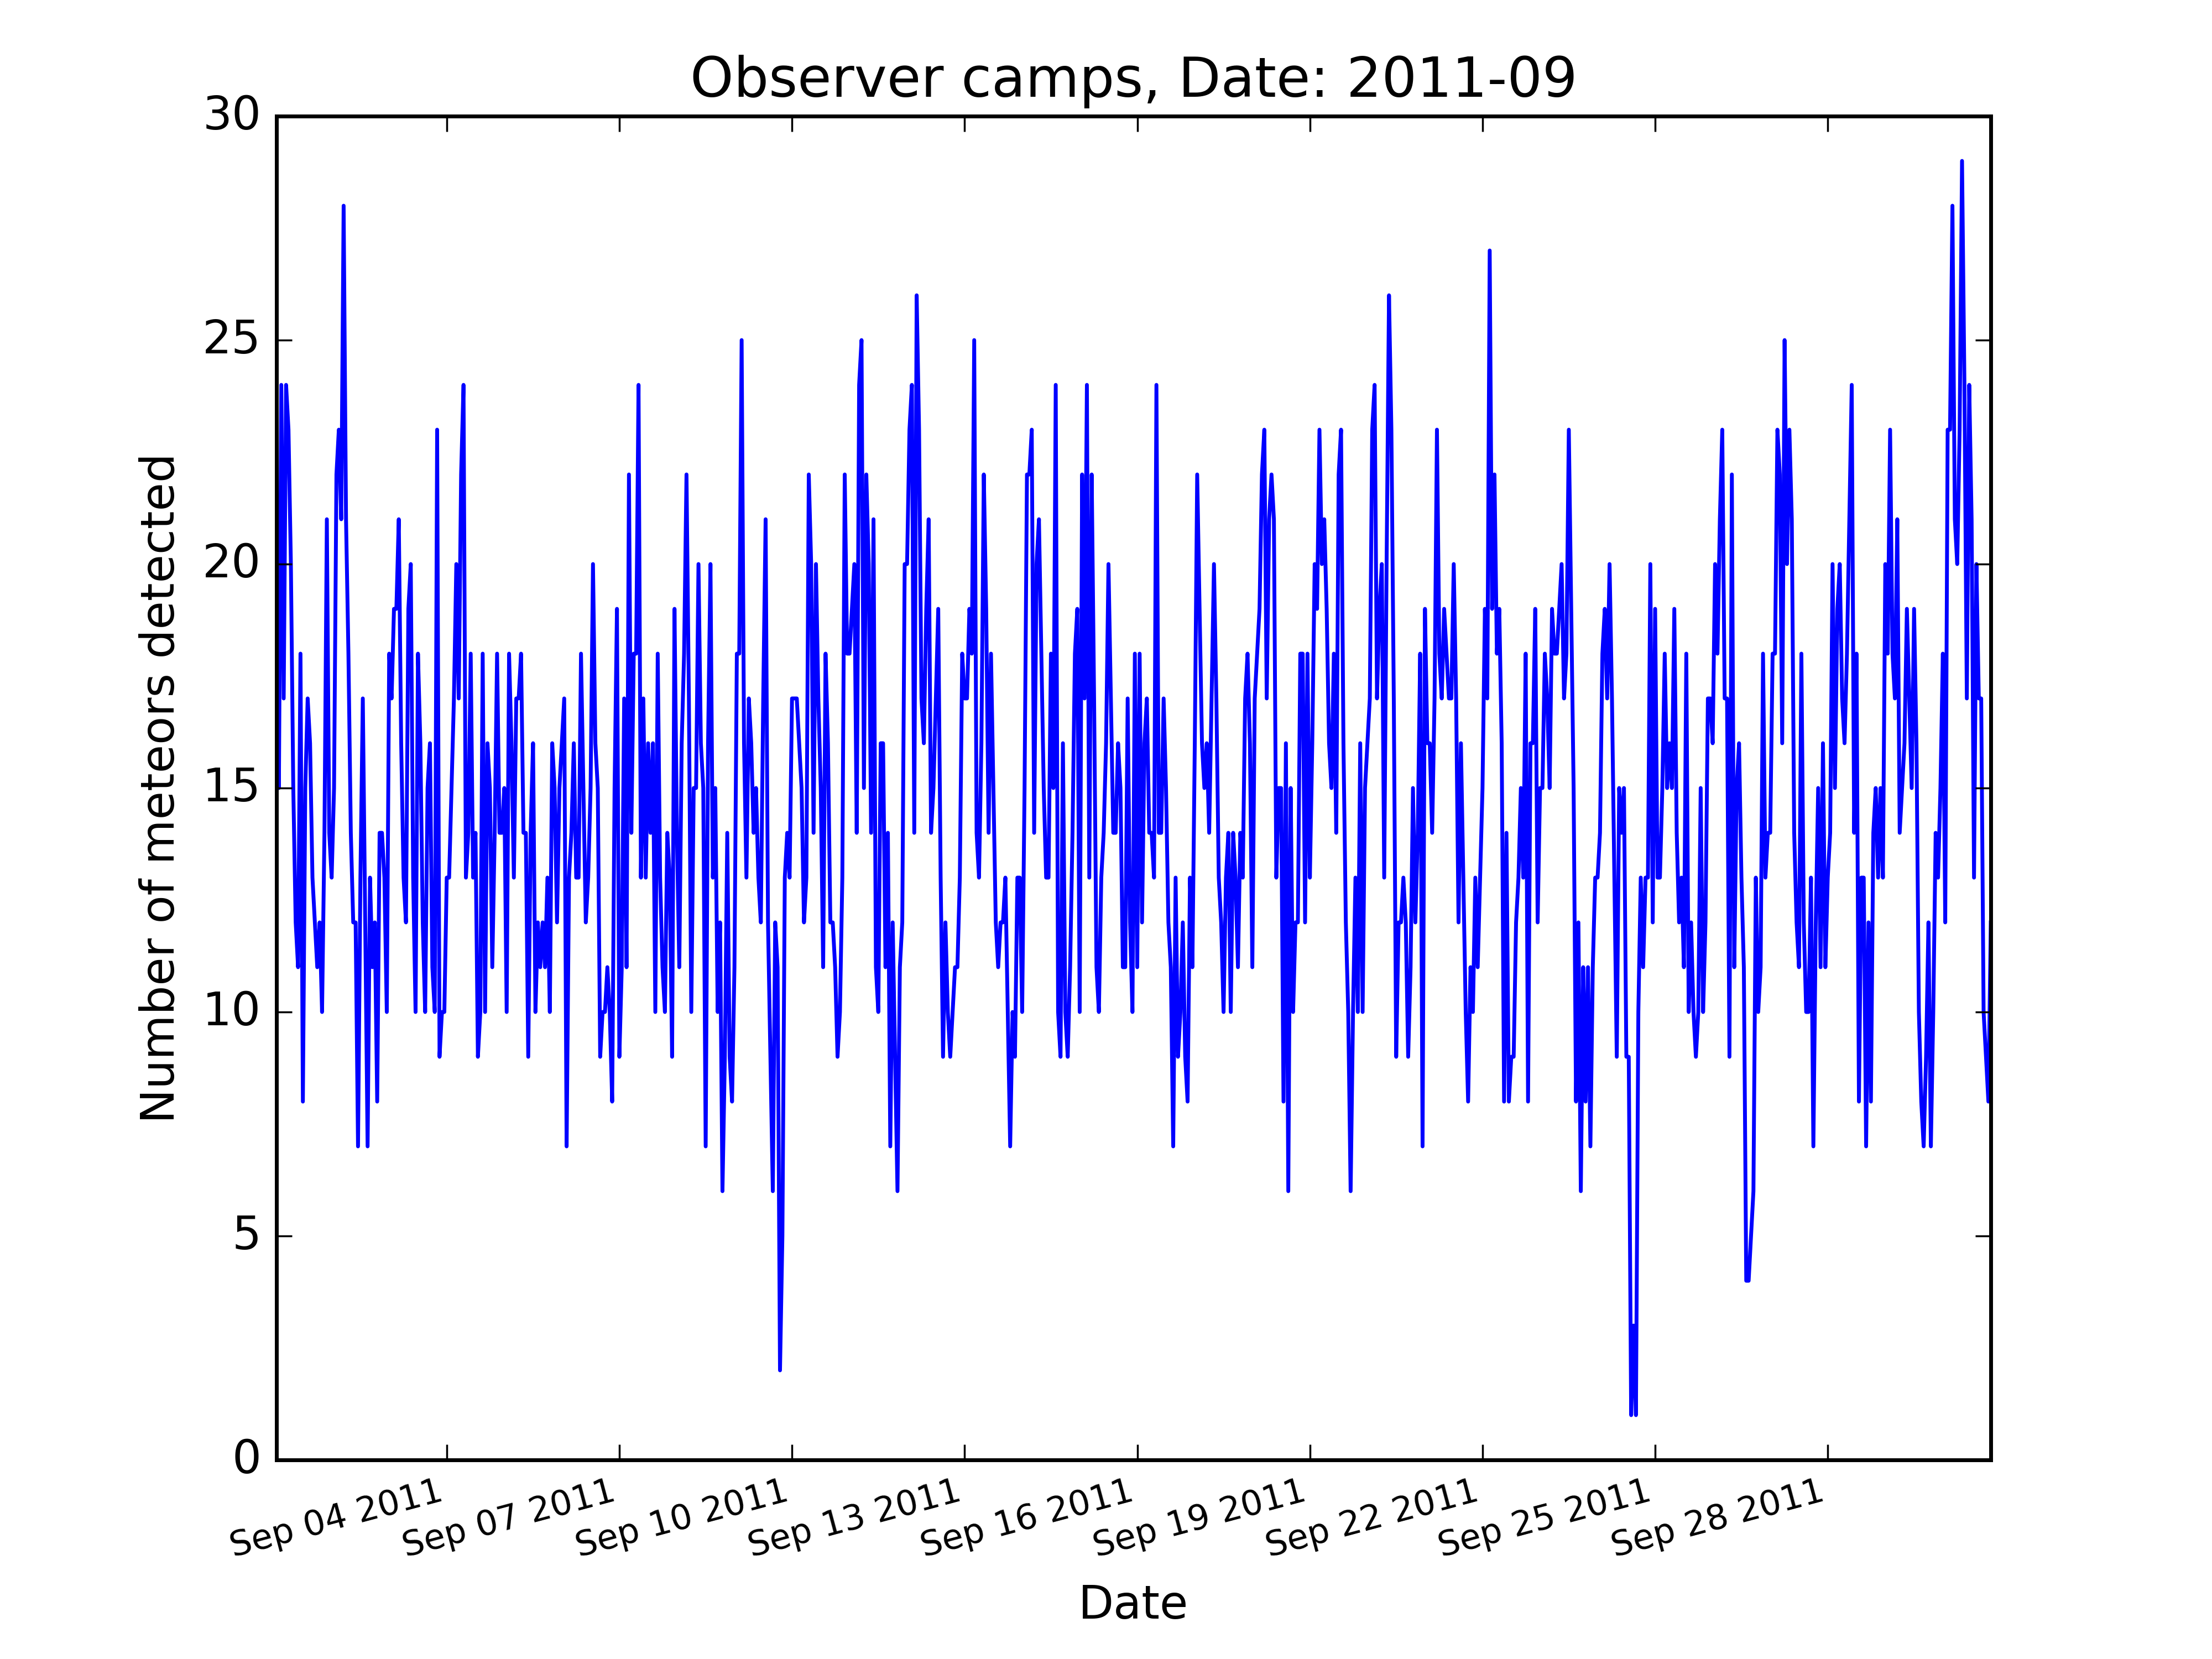 Observer camps, Date: 2011-09
Number of meteors detected
30
25
20
15
10
5
0
Sep 04 2011
Sep 07 2011
Sep 10 2011
Sep 13 2011
Sep 16 2011
Sep 19 2011
Sep 22 2011
Sep 25 2011
Sep 28 2011
Date